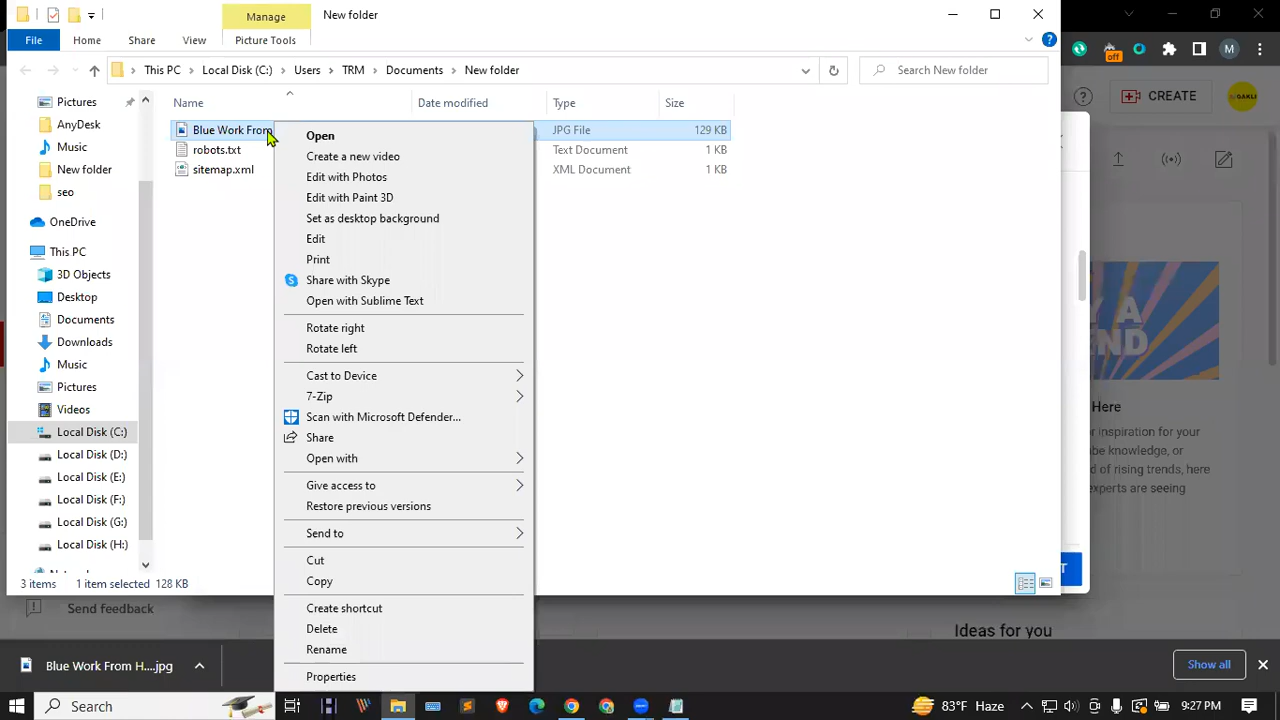 Manage
New folder
File
Home
Share
View
Picture Tools
This PC
Local Disk (C:)
Users
TRM
Documents
New folder
Search New folder
M
off
CREATE
Pictures
AnyDesk
Music
New folder
seo
OneDrive
This PC
3D Objects
Desktop
Documents
Downloads
Music
Pictures
Videos
Local Disk (C:)
Local Disk (D:)
Local Disk (E:)
Local Disk (F:)
Local Disk (G:)
Local Disk (H:)
Name
Date modified
Type
Size
Blue Work From
JPG File
129 KB
robots.txt
Text Document
1 KB
sitemap.xml
XML Document
1 KB
Open
Create a new video
Edit with Photos
Edit with Paint 3D
Set as desktop background
Edit
Print
Share with Skype
Open with Sublime Text
Rotate right
Rotate left
Cast to Device
7-Zip
Scan with Microsoft Defender...
Share
Open with
Give access to
Restore previous versions
Send to
Cut
Copy
Create shortcut
Delete
Rename
Properties
Here
or inspiration for your
be knowledge, or
d of rising trends, here
experts are seeing
3 items
1 item selected 128 KB
Send feedback
Ideas for you
Blue Work From H....jpg
Show all
Search
83°F Haze
9:27 PM